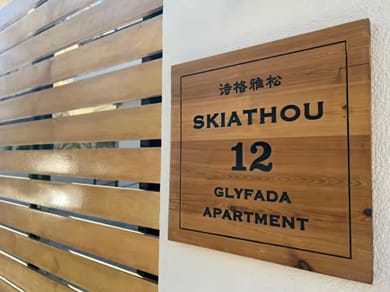 诗格雅松
SKIATHOU
12
GLYFADA
APARTMENT